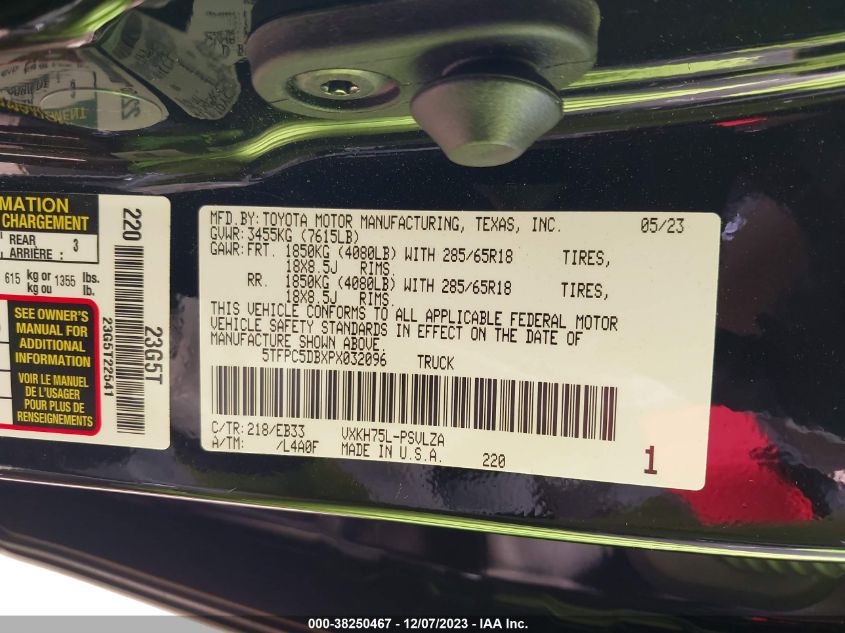 MATION
CHARGEMENT
REAR
ARRIÈRE : 3
615 kg or 1355 lbs.
kg ou lb.
SEE OWNER'S
MANUAL FOR
ADDITIONAL
INFORMATION
VOIR LE MANUEL
DE L'USAGER
POUR PLUS DE
RENSEIGNEMENTS
220
23G5T22541
23G5T
MFD.BY:TOYOTA MOTOR MANUFACTURING, TEXAS, INC. 05/23
GVWR:3455KG (7615LB)
GAWR:FRT. 1850KG (4080LB) WITH 285/65R18 TIRES,
18X8.5J RIMS.
RR. 1850KG (4080LB) WITH 285/65R18 TIRES,
18X8.5J RIMS.
THIS VEHICLE CONFORMS TO ALL APPLICABLE FEDERAL MOTOR
VEHICLE SAFETY STANDARDS IN EFFECT ON THE DATE OF
MANUFACTURE SHOWN ABOVE.
5TFPC5DBXPX032096 TRUCK
C/TR:218/EB33 VXKH75L-PSVLZA
A/TM: /L4A0F MADE IN U.S.A. 220 1
000-38250467 - 12/07/2023 - IAA Inc.